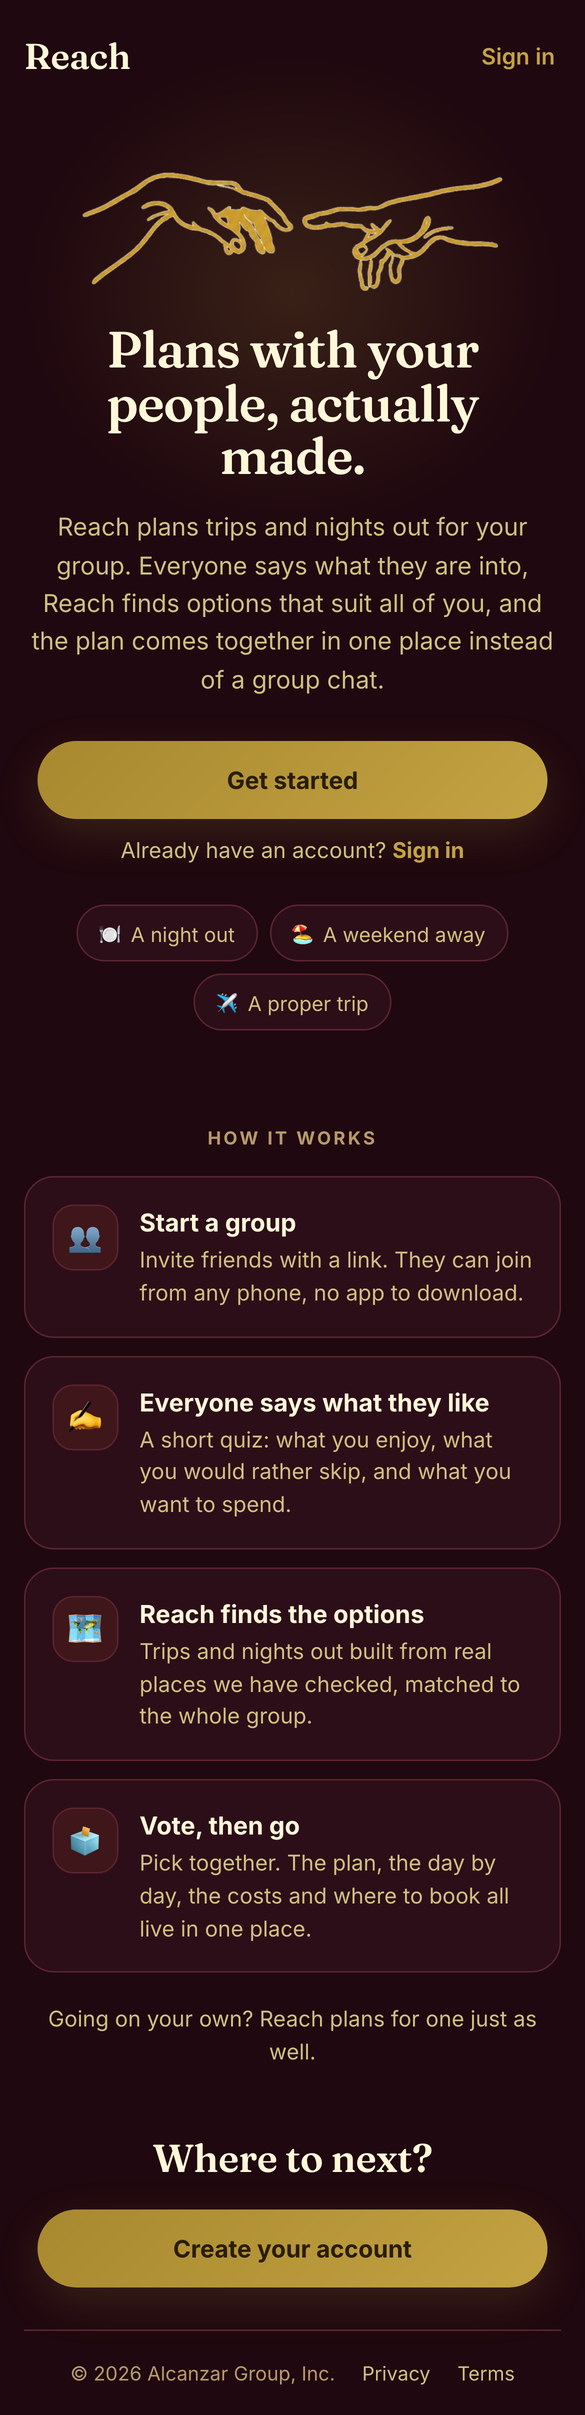 Reach
Sign in
Plans with your
people, actually
made.
Reach plans trips and nights out for your
group. Everyone says what they are into,
Reach finds options that suit all of you, and
the plan comes together in one place instead
of a group chat.
Get started
Already have an account? Sign in
A night out
A weekend away
A proper trip
HOW IT WORKS
Start a group
Invite friends with a link. They can join
from any phone, no app to download.
Everyone says what they like
A short quiz: what you enjoy, what
you would rather skip, and what you
want to spend.
Reach finds the options
Trips and nights out built from real
places we have checked, matched to
the whole group.
Vote, then go
Pick together. The plan, the day by
day, the costs and where to book all
live in one place.
Going on your own? Reach plans for one just as
well.
Where to next?
Create your account
© 2026 Alcanzar Group, Inc. Privacy Terms